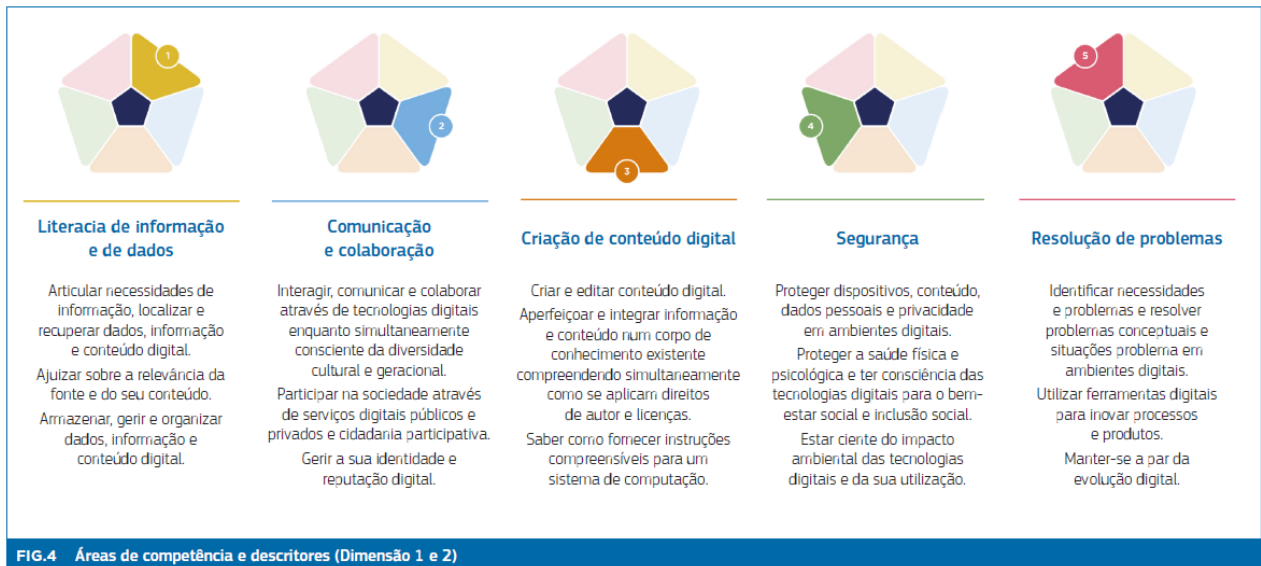 1
2
3
4
5
Literacia de informação
e de dados
Articular necessidades de
informação, localizar e
recuperar dados, informação
e conteúdo digital.
Ajuizar sobre a relevância da
fonte e do seu conteúdo.
Armazenar, gerir e organizar
dados, informação e
conteúdo digital.
Comunicação
e colaboração
Interagir, comunicar e colaborar
através de tecnologias digitais
enquanto simultaneamente
consciente da diversidade
cultural e geracional.
Participar na sociedade através
de serviços digitais públicos e
privados e cidadania participativa.
Gerir a sua identidade e
reputação digital.
Criação de conteúdo digital
Criar e editar conteúdo digital.
Aperfeiçoar e integrar informação
e conteúdo num corpo de
conhecimento existente
compreendendo simultaneamente
como se aplicam direitos
de autor e licenças.
Saber como fornecer instruções
compreensíveis para um
sistema de computação.
Segurança
Proteger dispositivos, conteúdo,
dados pessoais e privacidade
em ambientes digitais.
Proteger a saúde física e
psicológica e ter consciência das
tecnologias digitais para o bem-
estar social e inclusão social.
Estar ciente do impacto
ambiental das tecnologias
digitais e da sua utilização.
Resolução de problemas
Identificar necessidades
e problemas e resolver
problemas conceptuais e
situações problema em
ambientes digitais.
Utilizar ferramentas digitais
para inovar processos
e produtos.
Manter-se a par da
evolução digital.
FIG.4 Áreas de competência e descritores (Dimensão 1 e 2)